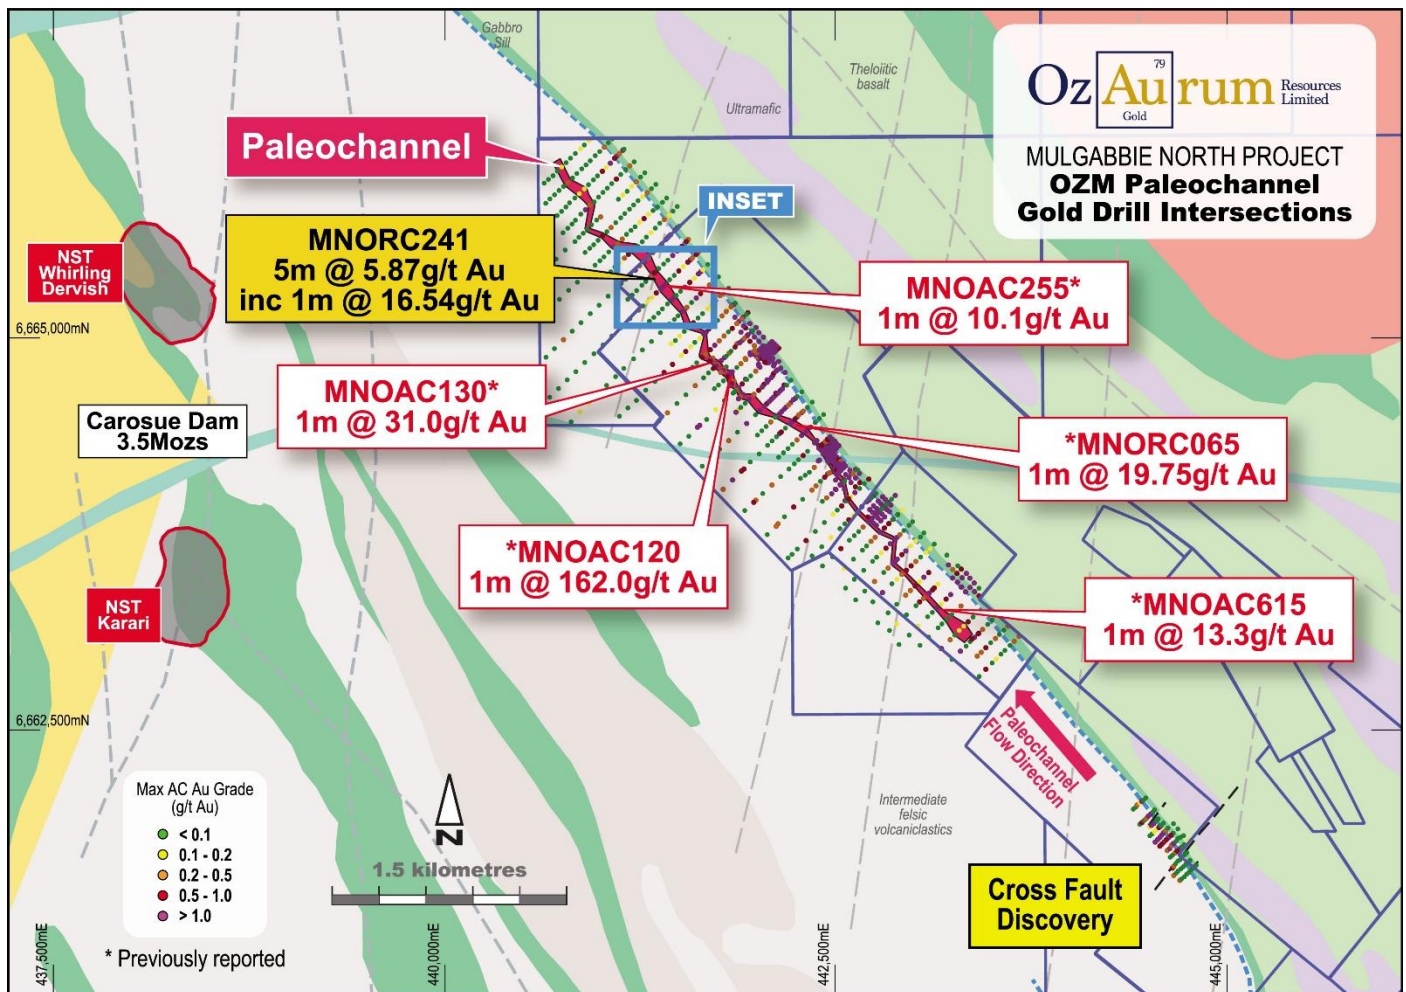 Gabbro
Sill
Theloiitic
basalt
Ultramafic
79
OzAurum Resources
Limited
Gold
MULGABBIE NORTH PROJECT
OZM Paleochannel
Gold Drill Intersections
Paleochannel
INSET
MNORC241
5m @ 5.87g/t Au
inc 1m @ 16.54g/t Au
NST
Whirling
Dervish
MNOAC255*
1m @ 10.1g/t Au
6,665,000mN
MNOAC130*
1m @ 31.0g/t Au
Carosue Dam
3.5Mozs
*MNORC065
1m @ 19.75g/t Au
*MNOAC120
1m @ 162.0g/t Au
NST
Karari
*MNOAC615
1m @ 13.3g/t Au
6,662,500mN
Paleochannel
Flow Direction
Max AC Au Grade
(g/t Au)
< 0.1
0.1 - 0.2
0.2 - 0.5
0.5 - 1.0
> 1.0
* Previously reported
N
1.5 kilometres
Intermediate
felsic
volcaniclastics
Cross Fault
Discovery
437,500mE
440,000mE
442,500mE
445,000mE